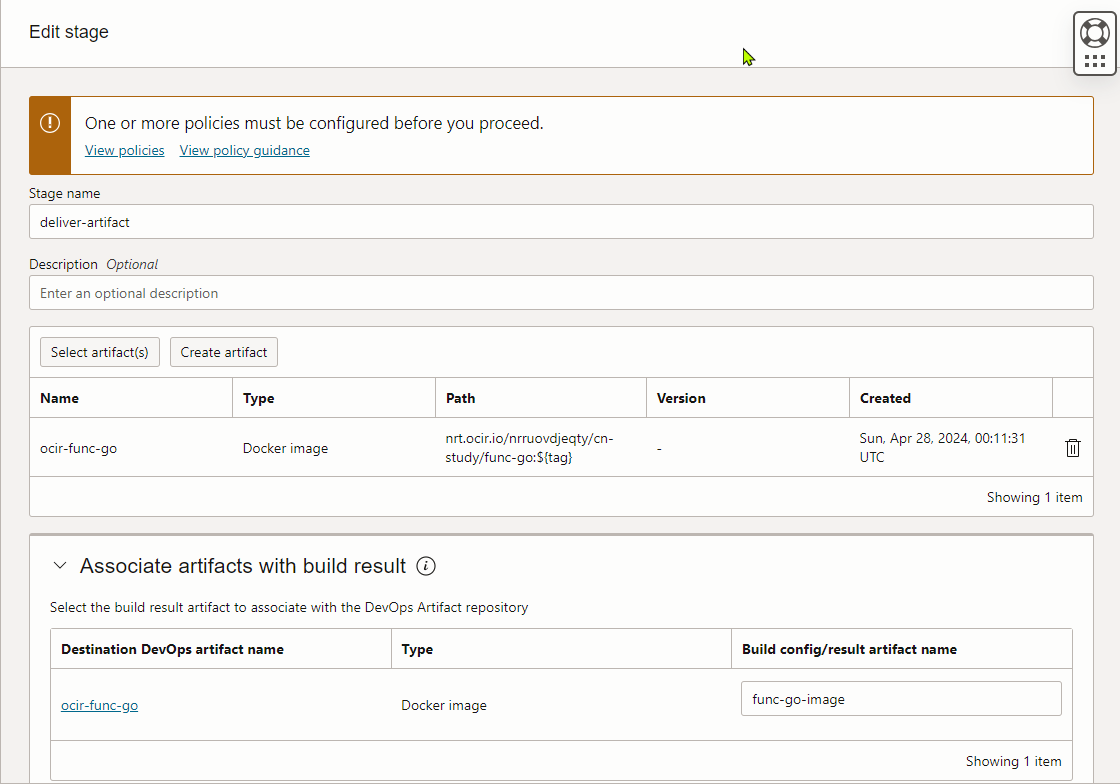 Edit stage
One or more policies must be configured before you proceed.
View policies View policy guidance
Stage name
deliver-artifact
Description Optional
Enter an optional description
Select artifact(s) Create artifact
Name Type Path Version Created
ocir-func-go Docker image nrt.ocir.io/nrruovdjeqty/cn- - Sun, Apr 28, 2024, 00:11:31
study/func-go:${tag} UTC
Showing 1 item
Associate artifacts with build result
Select the build result artifact to associate with the DevOps Artifact repository
Destination DevOps artifact name Type Build config/result artifact name
ocir-func-go Docker image func-go-image
Showing 1 item